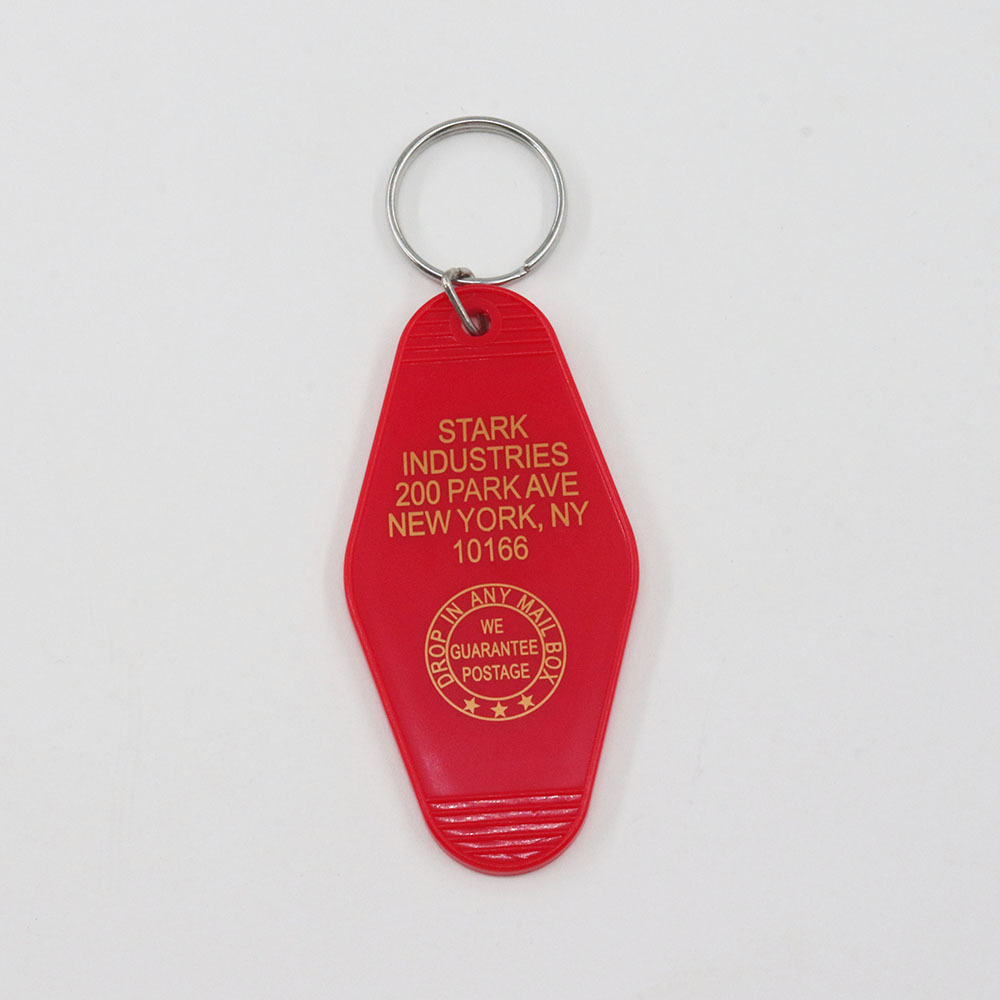 STARK
INDUSTRIES
200 PARK AVE
NEW YORK, NY
10166
DROP IN ANY MAIL BOX
WE
GUARANTEE
POSTAGE